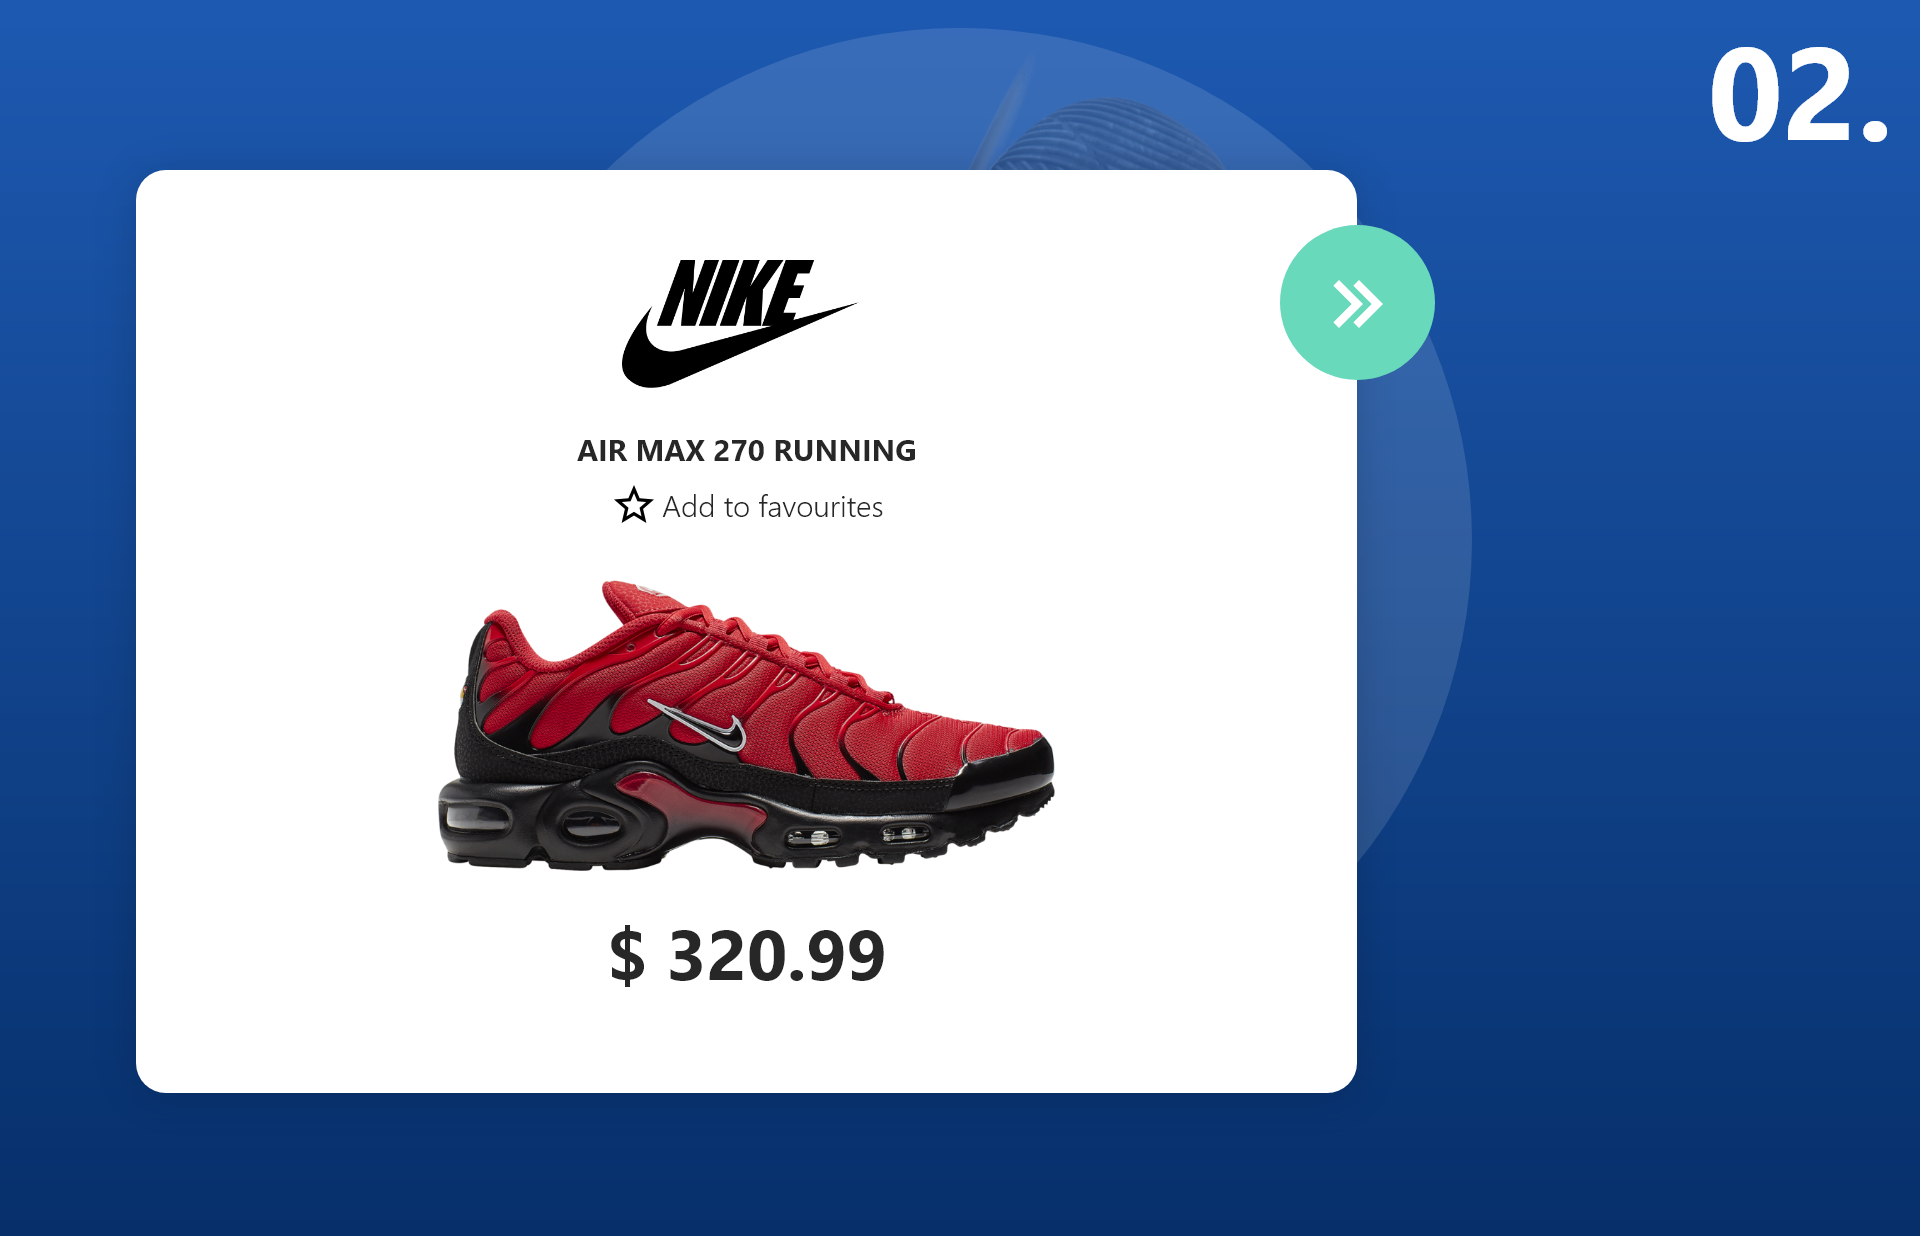 02.
NIKE
AIR MAX 270 RUNNING
Add to favourites
$ 320.99